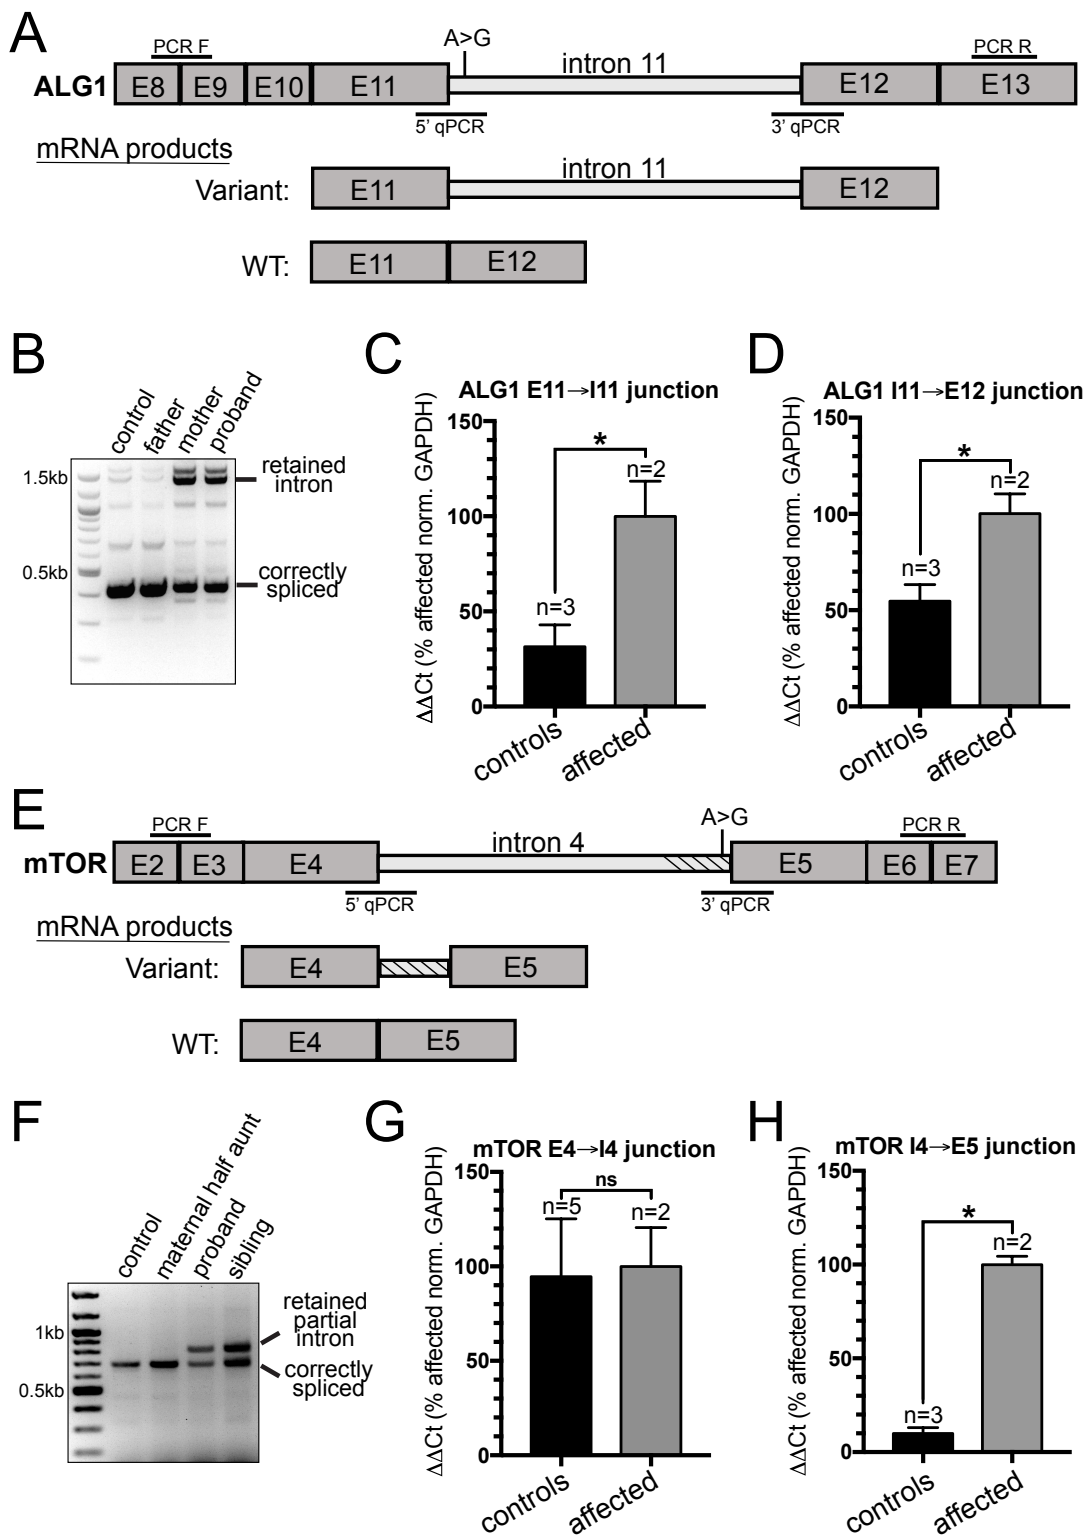 A
PCR F
A>G
intron 11
PCR R
ALG1
E8
E9
E10
E11
E12
E13
5’ qPCR
3’ qPCR
mRNA products
intron 11
Variant:
E11
E12
WT:
E11
E12
B
control
father
mother
proband
1.5kb
0.5kb
retained
intron
correctly
spliced
C
ALG1 E11→I11 junction
ΔΔCt (% affected norm. GAPDH)
150
100
50
0
*
n=3
n=2
controls
affected
D
ALG1 I11→E12 junction
ΔΔCt (% affected norm. GAPDH)
150
100
50
0
*
n=3
n=2
controls
affected
E
PCR F
intron 4
A>G
PCR R
mTOR
E2
E3
E4
E5
E6
E7
5’ qPCR
3’ qPCR
mRNA products
Variant:
E4
E5
WT:
E4
E5
F
control
maternal half aunt
proband
sibling
1kb
0.5kb
retained
partial
intron
correctly
spliced
G
mTOR E4→I4 junction
ΔΔCt (% affected norm. GAPDH)
150
100
50
0
ns
n=5
n=2
controls
affected
H
mTOR I4→E5 junction
ΔΔCt (% affected norm. GAPDH)
150
100
50
0
*
n=3
n=2
controls
affected